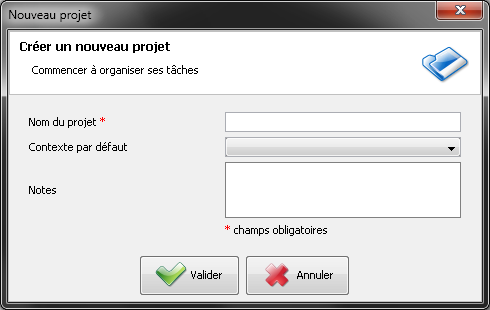 Nouveau projet
Créer un nouveau projet
Commencer à organiser ses tâches
Nom du projet *
Contexte par défaut
Notes
* champs obligatoires
Valider Annuler